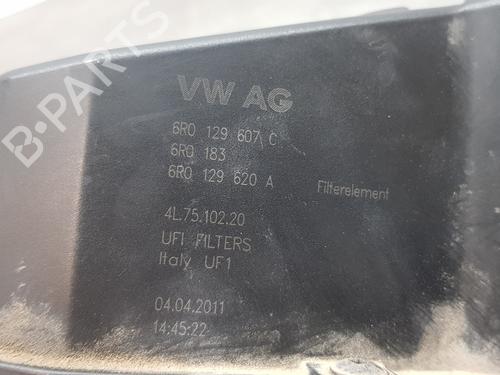 VW AG
6R0 129 607 C
6R0 183
6R0 129 620 A Filterelement
4L.75.102.20
UFI FILTERS
Italy UF1
04.04.2011
14:45:22
B-PARTS